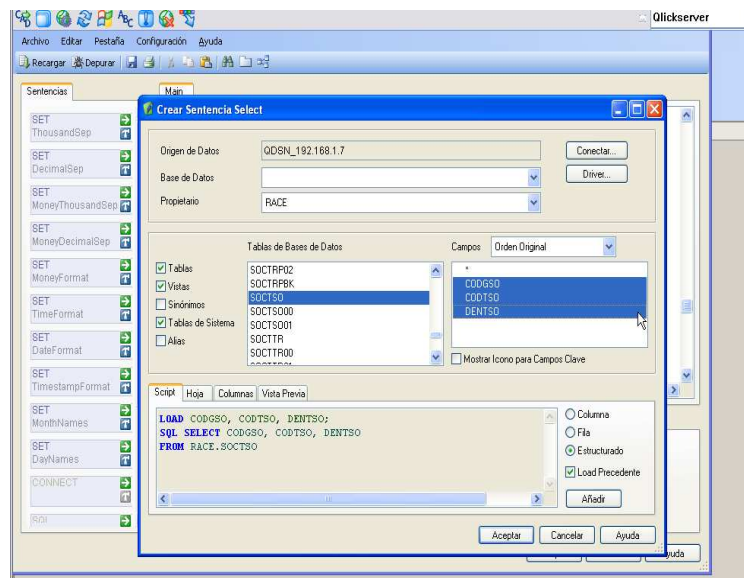 Qlickserver
Archivo Editar Pestaña Configuración Ayuda
Recargar Depurar
Sentencias
Main
SET
ThousandSep
SET
DecimalSep
SET
MoneyThousandSep
SET
MoneyDecimalSep
SET
MoneyFormat
SET
TimeFormat
SET
DateFormat
SET
TimestampFormat
SET
MonthNames
SET
DayNames
CONNECT
SQL
Crear Sentencia Select
Origen de Datos QDSN_192.168.1.7 Conectar...
Base de Datos Driver...
Propietario RACE
Tablas de Bases de Datos Campos Orden Original
Tablas
Vistas
Sinónimos
Tablas de Sistema
Alias
SOCTRP02
SOCTRPBK
SOCTSO
SOCTSO00
SOCTSO01
SOCTTR
SOCTTR00
*
CODGSO
CODTSO
DENTSO
Mostrar Icono para Campos Clave
Script Hoja Columnas Vista Previa
LOAD CODGSO, CODTSO, DENTSO;
SQL SELECT CODGSO, CODTSO, DENTSO
FROM RACE.SOCTSO
Columna
Fila
Estructurado
Load Precedente
Añadir
Aceptar Cancelar Ayuda